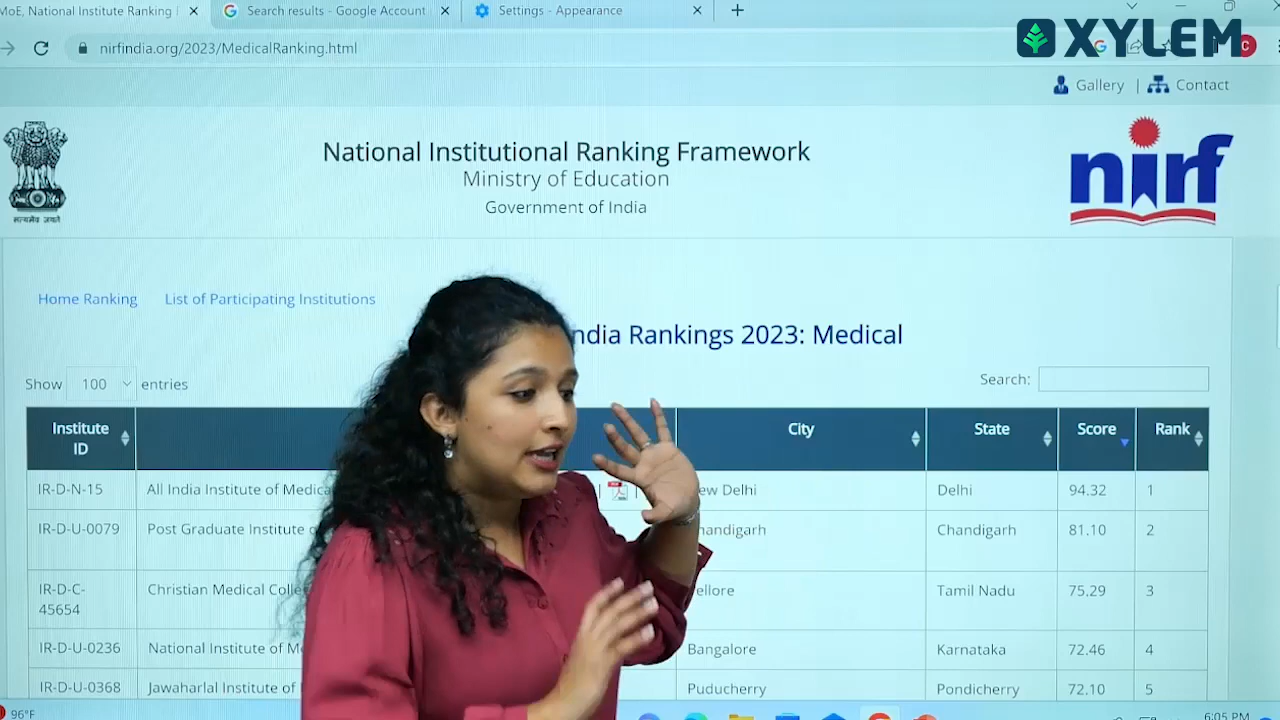 MoE, National Institute Ranking
Search results - Google Account
Settings - Appearance
nirfindia.org/2023/MedicalRanking.html
XYLEM
Gallery | Contact
National Institutional Ranking Framework
Ministry of Education
Government of India
nirf
सत्यमेव जयते
Home Ranking List of Participating Institutions
India Rankings 2023: Medical
Show 100 entries
Search:
Institute ID City State Score Rank
IR-D-N-15 All India Institute of Medica New Delhi Delhi 94.32 1
IR-D-U-0079 Post Graduate Institute handigarh Chandigarh 81.10 2
IR-D-C-45654 Christian Medical Colle ellore Tamil Nadu 75.29 3
IR-D-U-0236 National Institute of M Bangalore Karnataka 72.46 4
IR-D-U-0368 Jawaharlal Institute of Puducherry Pondicherry 72.10 5
96°F
6:05 PM